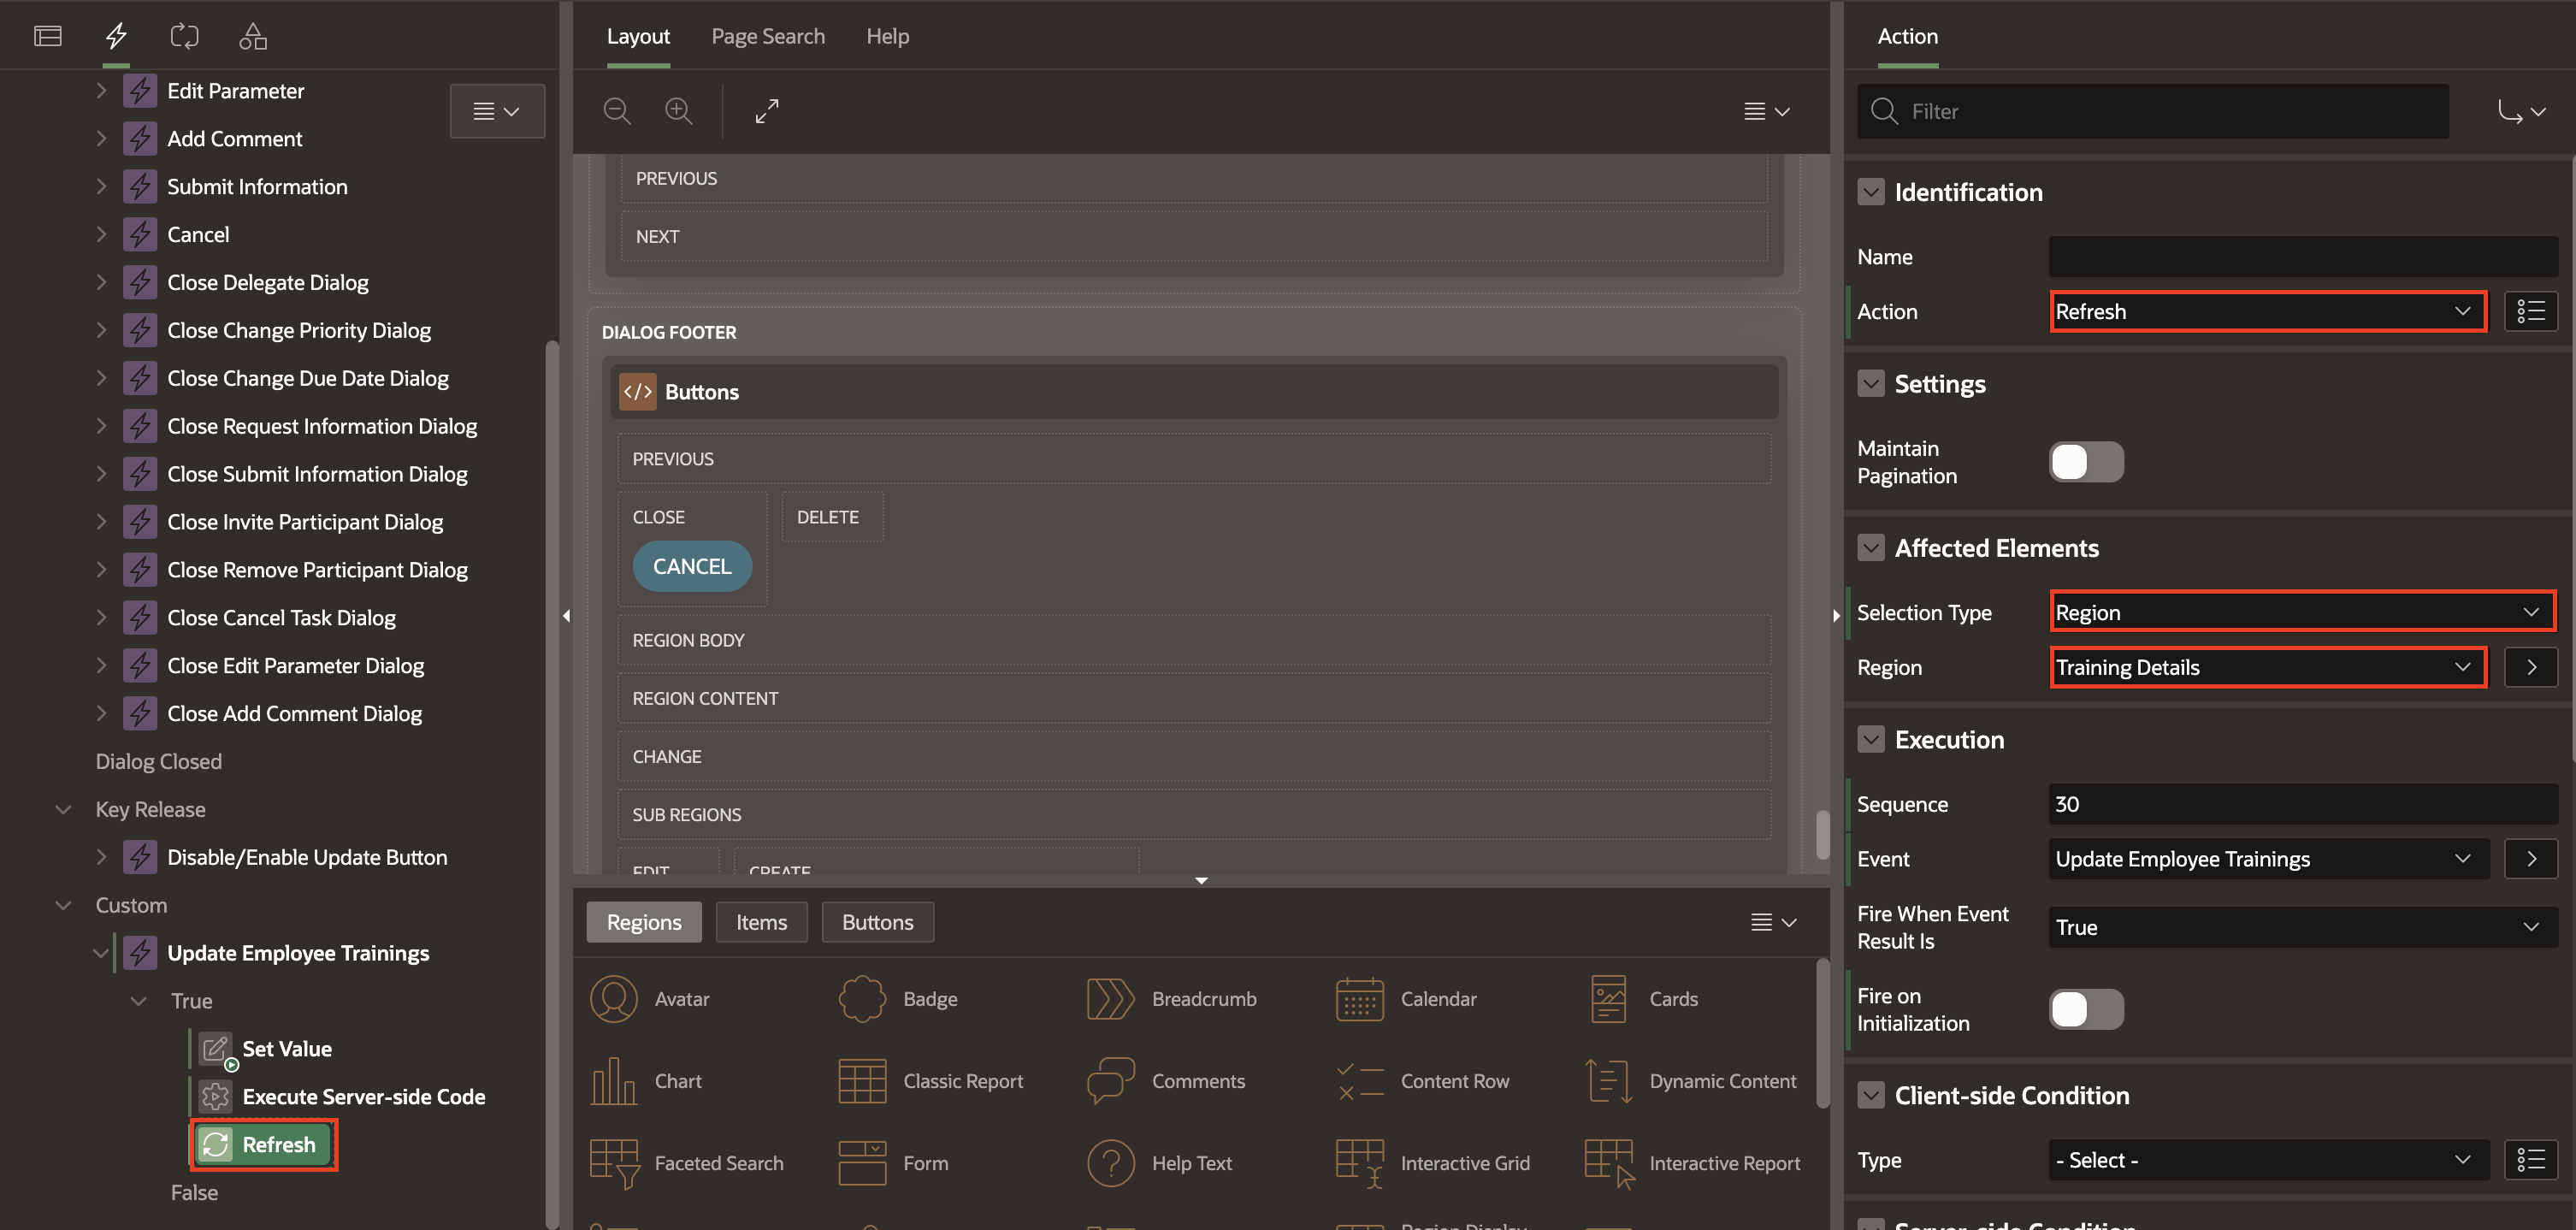 Edit Parameter
Add Comment
Submit Information
Cancel
Close Delegate Dialog
Close Change Priority Dialog
Close Change Due Date Dialog
Close Request Information Dialog
Close Submit Information Dialog
Close Invite Participant Dialog
Close Remove Participant Dialog
Close Cancel Task Dialog
Close Edit Parameter Dialog
Close Add Comment Dialog
Dialog Closed
Key Release
Disable/Enable Update Button
Custom
Update Employee Trainings
True
Set Value
Execute Server-side Code
Refresh
False
Layout Page Search Help
PREVIOUS
NEXT
DIALOG FOOTER
Buttons
PREVIOUS
CLOSE DELETE
CANCEL
REGION BODY
REGION CONTENT
CHANGE
SUB REGIONS
EDIT CREATE
Regions Items Buttons
Avatar Badge Breadcrumb Calendar Cards
Chart Classic Report Comments Content Row Dynamic Content
Faceted Search Form Help Text Interactive Grid Interactive Report
Region Display
Action
Filter
Identification
Name
Action Refresh
Settings
Maintain
Pagination
Affected Elements
Selection Type Region
Region Training Details
Execution
Sequence 30
Event Update Employee Trainings
Fire When Event
Result Is True
Fire on
Initialization
Client-side Condition
Type - Select -
Server-side Condition